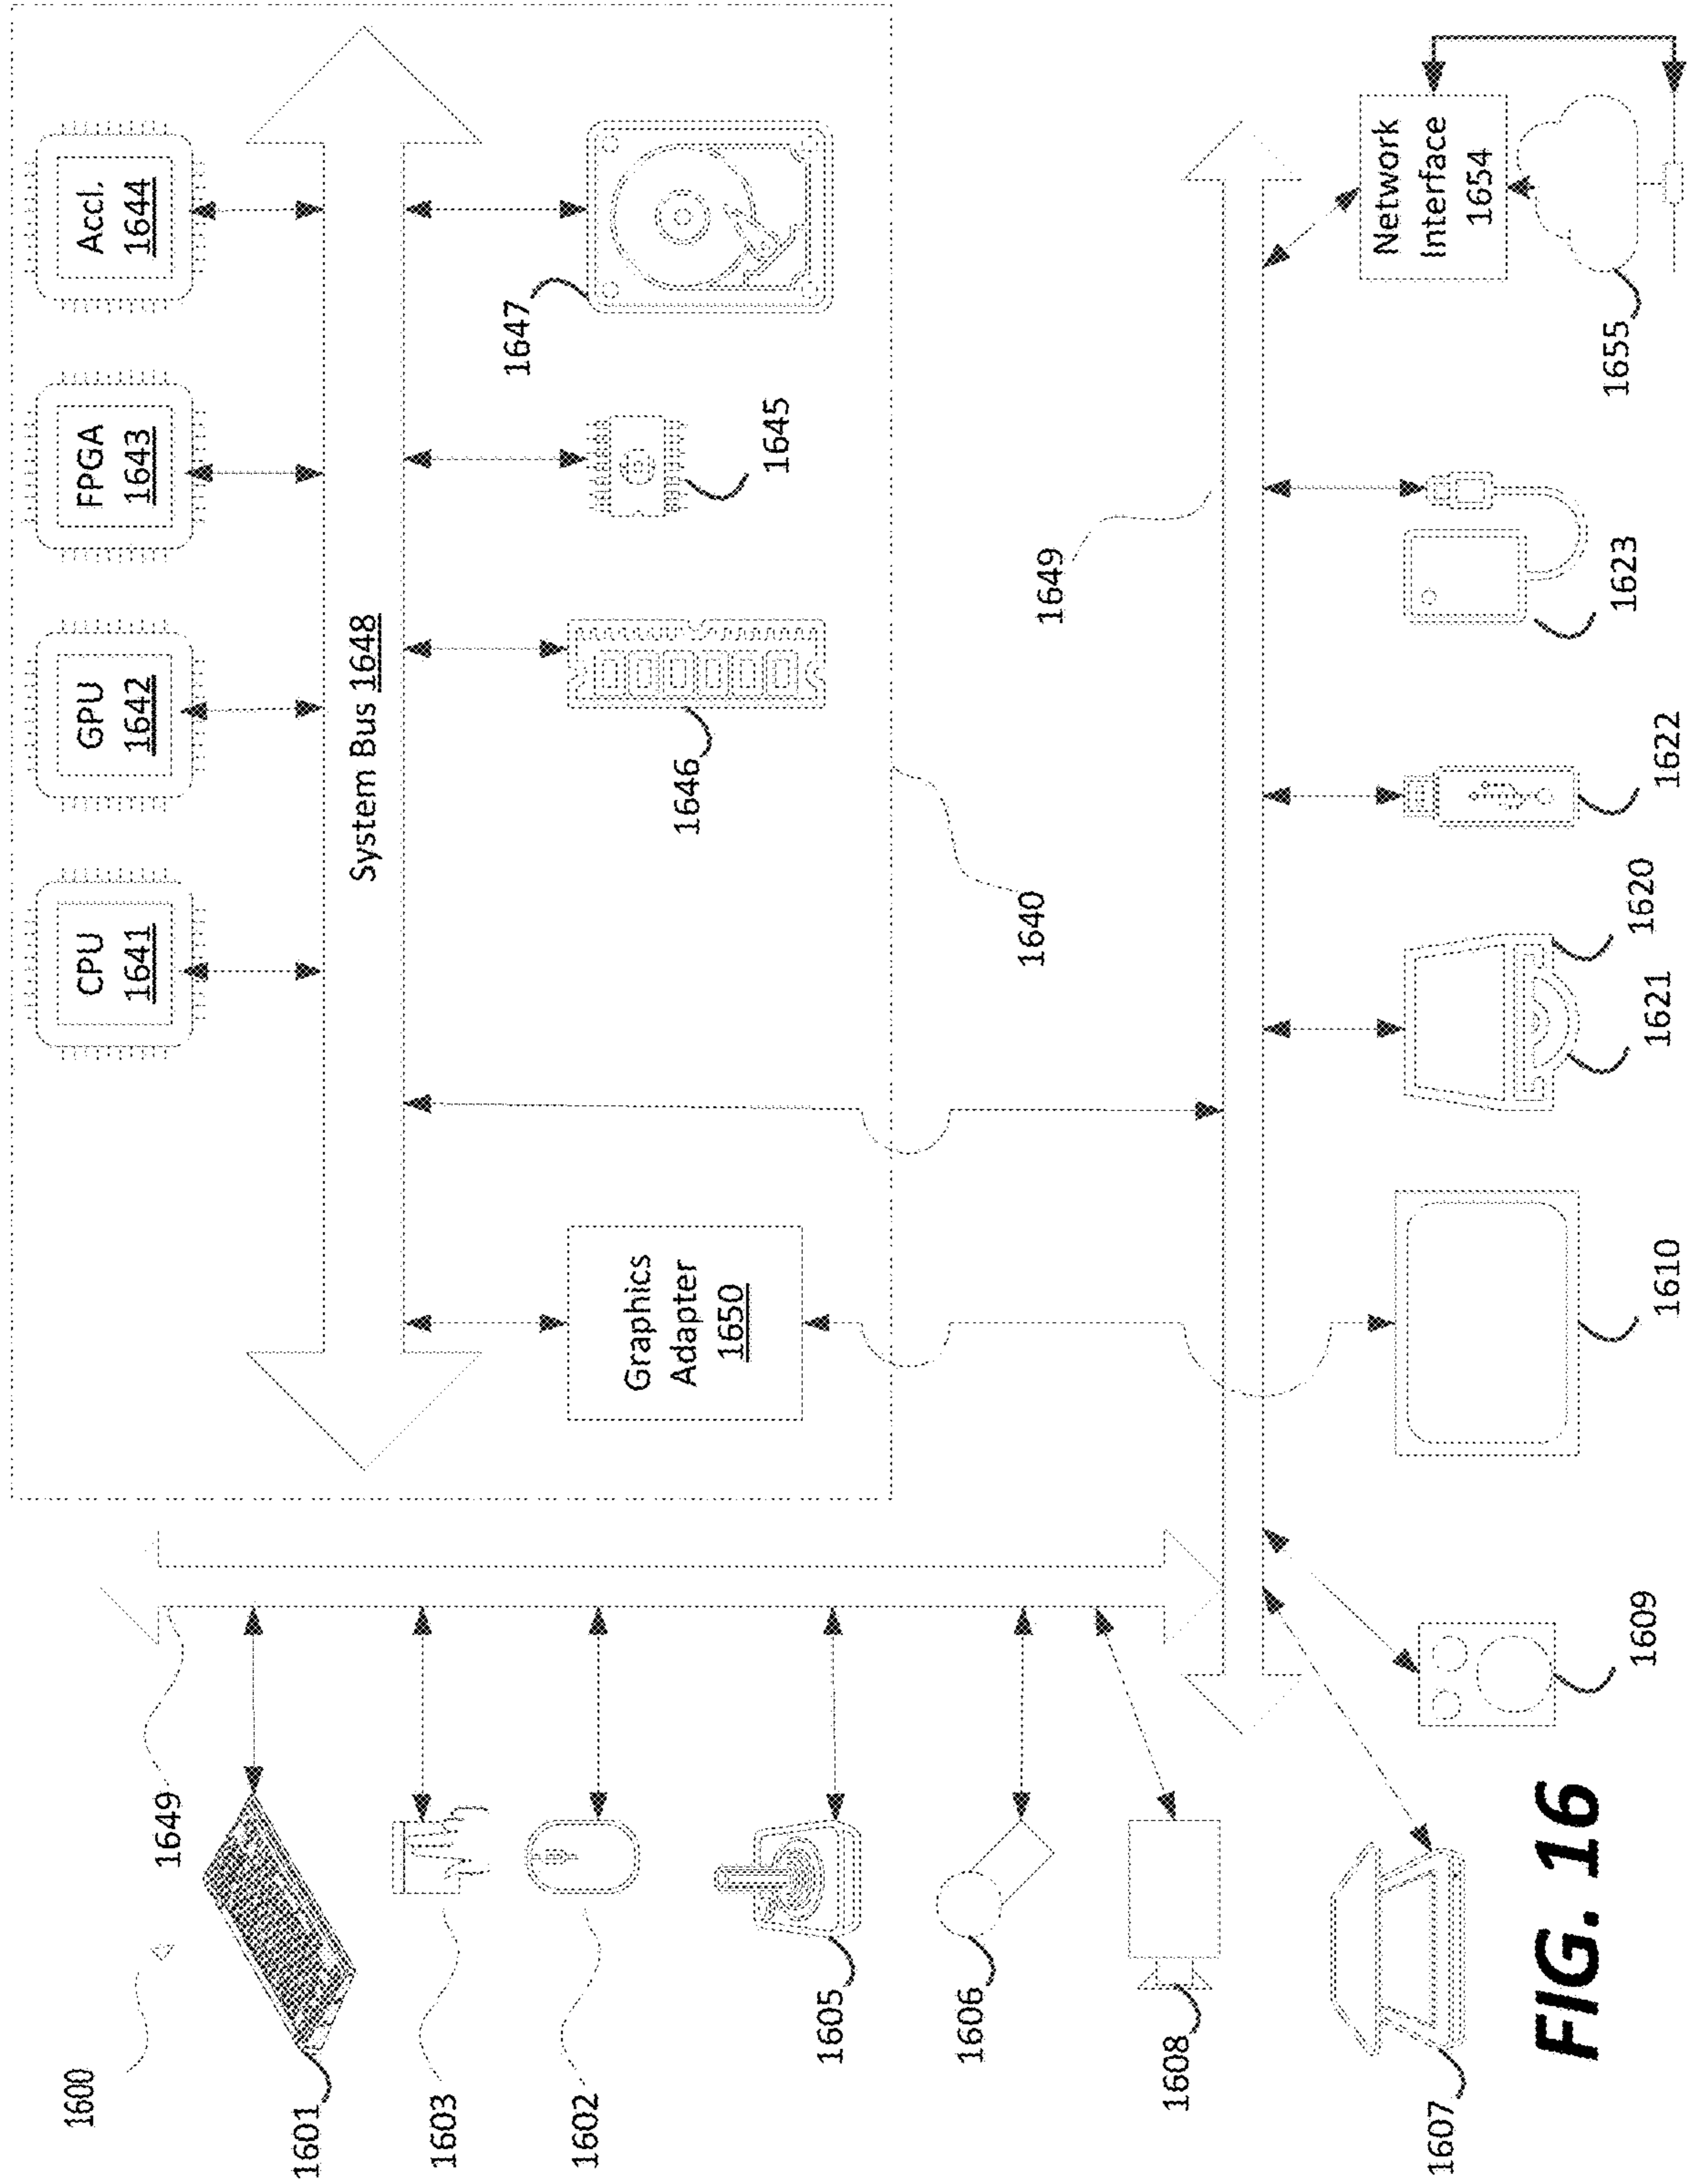 1600
1601
1603
1602
1605
1606
1608
1607
1649
FIG. 16
1609
1610
Graphics
Adapter
1650
CPU
1641
GPU
1642
FPGA
1643
Accl.
1644
System Bus 1648
1646
1645
1647
1640
1649
1621
1620
1622
1623
Network
Interface
1654
1655